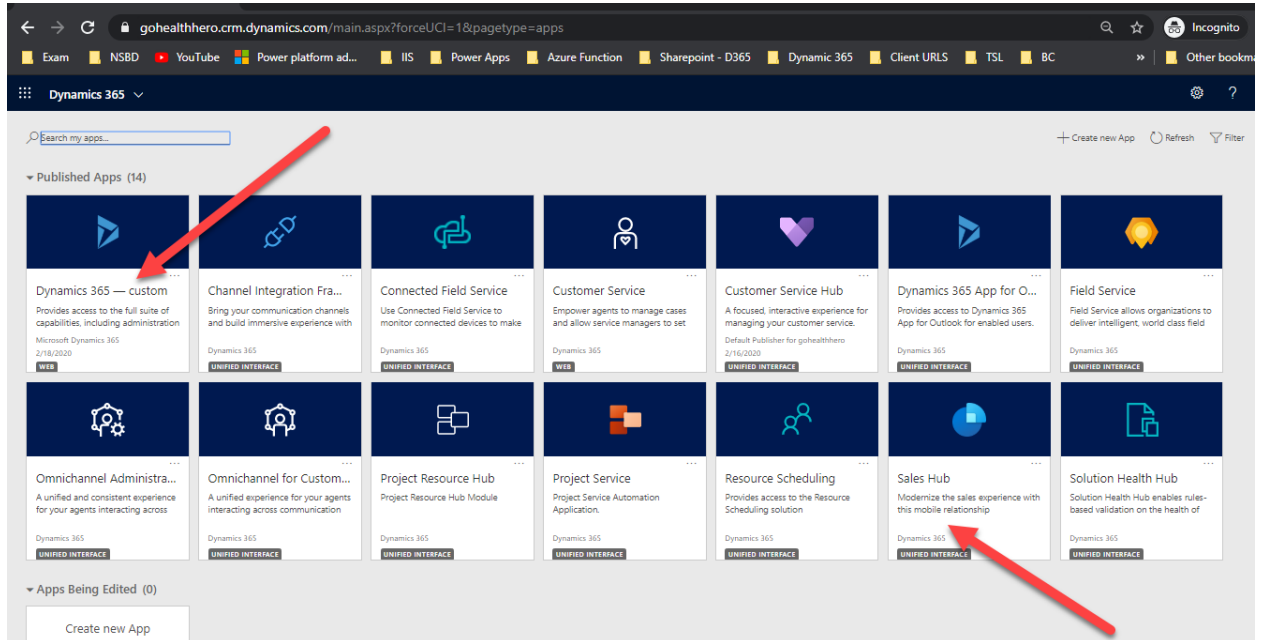 gohealthhero.crm.dynamics.com/main.aspx?forceUCI=1&pagetype=apps
Incognito
Exam NSBD YouTube Power platform ad... IIS Power Apps Azure Function Sharepoint - D365 Dynamic 365 Client URLS TSL BC » Other bookma
Dynamics 365
?
Search my apps...
Create new App Refresh Filter
Published Apps (14)
Dynamics 365 — custom
Provides access to the full suite of
capabilities, including administration
Microsoft Dynamics 365
2/18/2020
WEB
Channel Integration Fra...
Bring your communication channels
and build immersive experience with
Dynamics 365
UNIFIED INTERFACE
Connected Field Service
Use Connected Field Service to
monitor connected devices to make
Dynamics 365
UNIFIED INTERFACE
Customer Service
Empower agents to manage cases
and allow service managers to set
Dynamics 365
WEB
Customer Service Hub
A focused, interactive experience for
managing your customer service.
Default Publisher for gohealthhero
2/16/2020
UNIFIED INTERFACE
Dynamics 365 App for O...
Provides access to Dynamics 365
App for Outlook for enabled users.
Dynamics 365
UNIFIED INTERFACE
Field Service
Field Service allows organizations to
deliver intelligent, world class field
Dynamics 365
UNIFIED INTERFACE
Omnichannel Administra...
A unified and consistent experience
for your agents interacting across
Dynamics 365
UNIFIED INTERFACE
Omnichannel for Custom...
A unified experience for your agents
interacting across communication
Dynamics 365
UNIFIED INTERFACE
Project Resource Hub
Project Resource Hub Module
Dynamics 365
UNIFIED INTERFACE
Project Service
Project Service Automation
Application.
Dynamics 365
UNIFIED INTERFACE
Resource Scheduling
Provides access to the Resource
Scheduling solution
Dynamics 365
UNIFIED INTERFACE
Sales Hub
Modernize the sales experience with
this mobile relationship
Dynamics 365
UNIFIED INTERFACE
Solution Health Hub
Solution Health Hub enables rules-
based validation on the health of
Dynamics 365
UNIFIED INTERFACE
Apps Being Edited (0)
Create new App